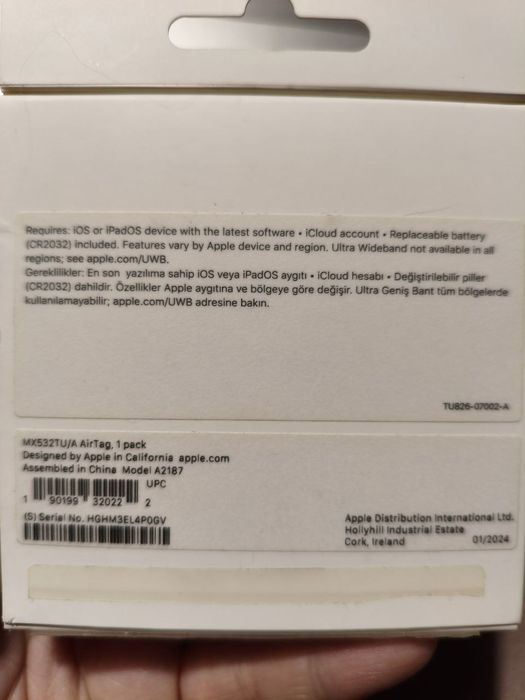 Requires: iOS or iPadOS device with the latest software • iCloud account • Replaceable battery
(CR2032) included. Features vary by Apple device and region. Ultra Wideband not available in all
regions; see apple.com/UWB.
Gereklilikler: En son yazılıma sahip iOS veya iPadOS aygıtı • iCloud hesabı • Değiştirilebilir piller
(CR2032) dahildir. Özellikler Apple aygıtına ve bölgeye göre değişir. Ultra Geniş Bant tüm bölgelerde
kullanılamayabilir; apple.com/UWB adresine bakın.
TU826-07002-A
MX532TU/A AirTag, 1 pack
Designed by Apple in California apple.com
Assembled in China Model A2187
UPC
1 90199 32022 2
(S) Serial No. HGHM3EL4P0GV
Apple Distribution International Ltd.
Hollyhill Industrial Estate
Cork, Ireland 01/2024